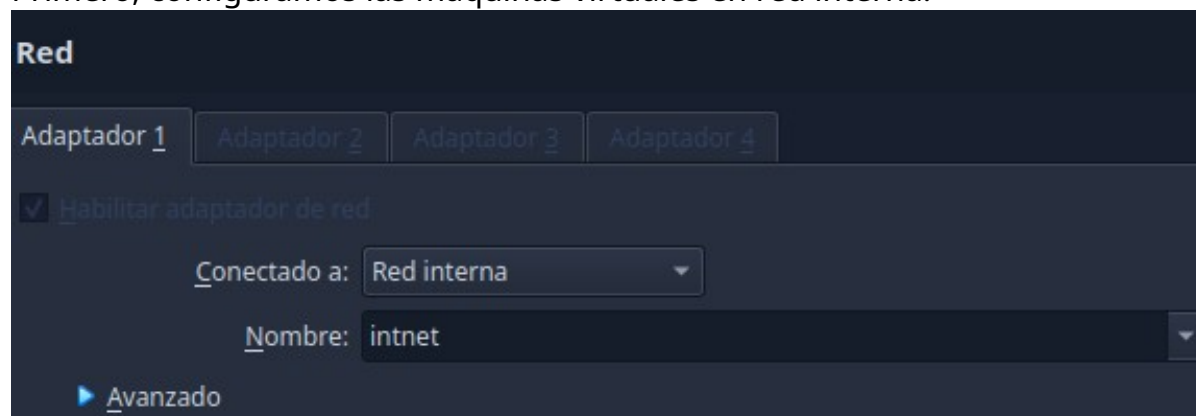 Primero, configuramos las máquinas virtuales en red interna.
Red
Adaptador 1 Adaptador 2 Adaptador 3 Adaptador 4
Habilitar adaptador de red
Conectado a: Red interna
Nombre: intnet
Avanzado